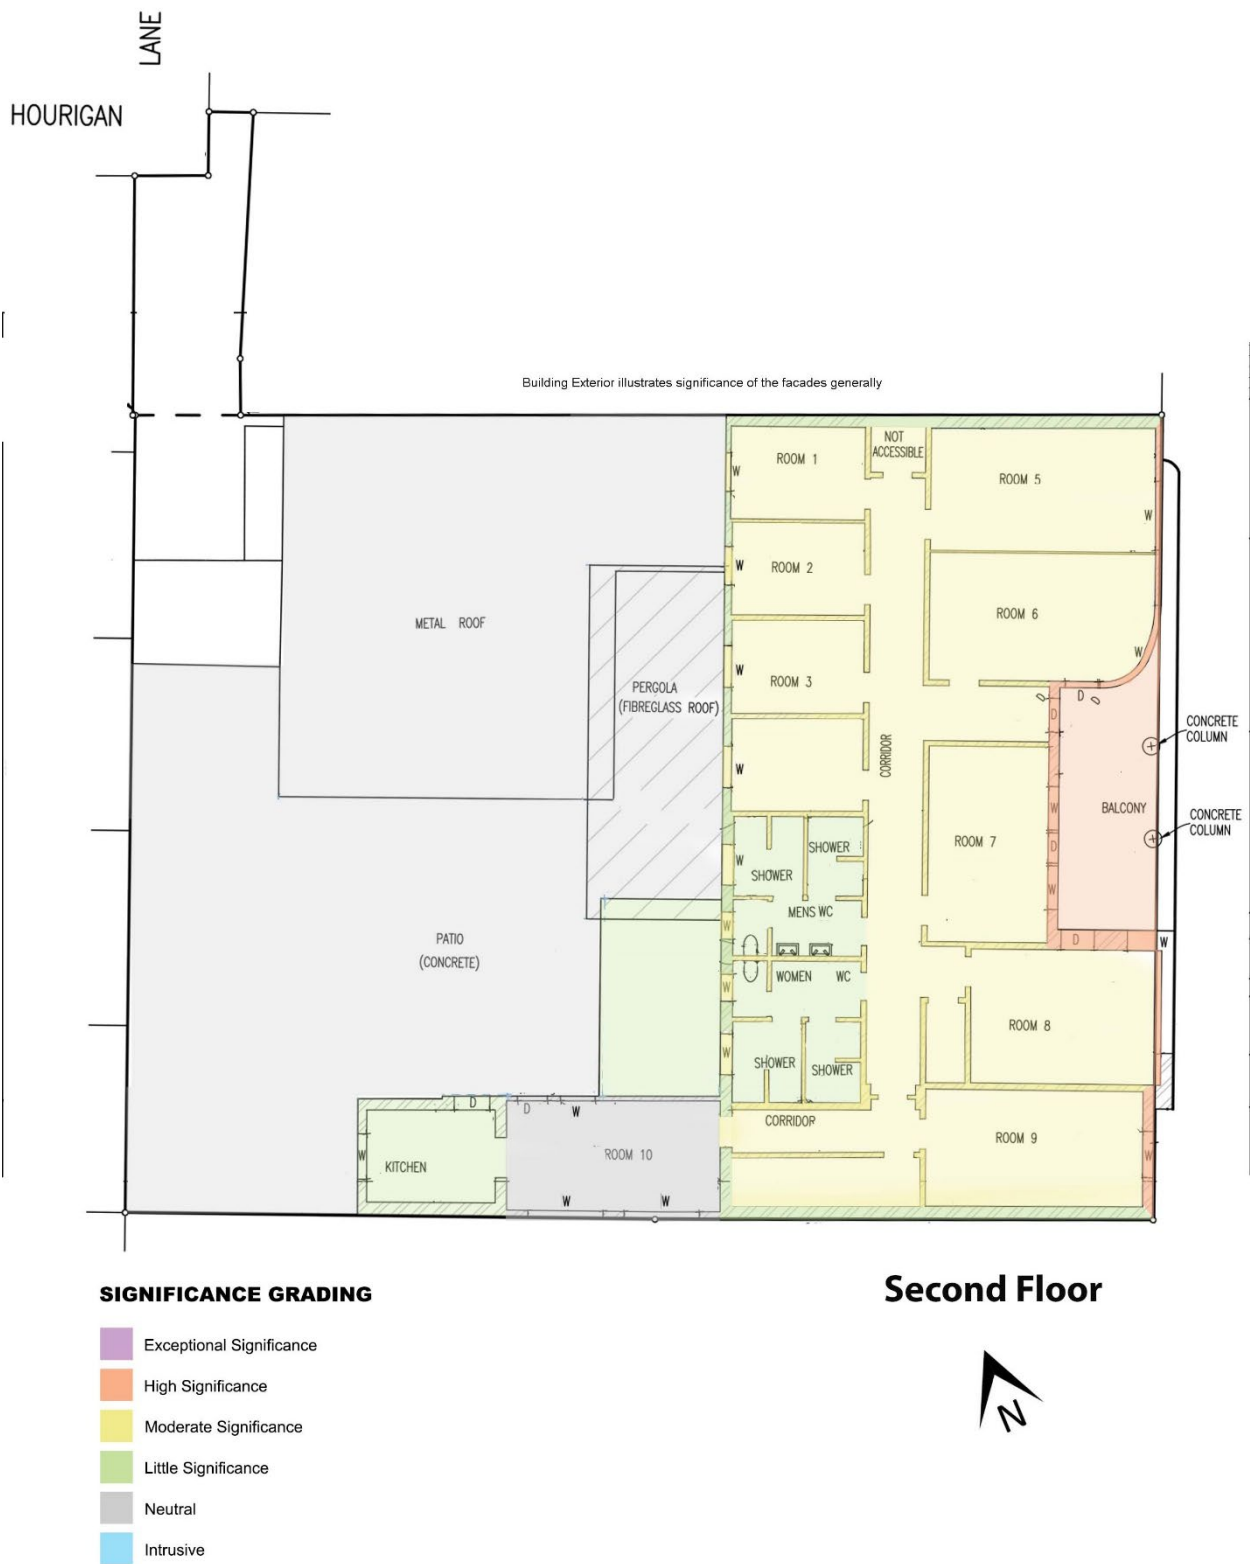 LANE
HOURIGAN
Building Exterior illustrates significance of the facades generally
NOT
ACCESSIBLE
ROOM 1
W
ROOM 5
W
ROOM 2
W
ROOM 6
W
METAL ROOF
ROOM 3
W
PERGOLA
(FIBREGLASS ROOF)
D
D
D
D
CONCRETE
COLUMN
CORRIDOR
W
BALCONY
W
CONCRETE
COLUMN
ROOM 7
D
SHOWER
W
SHOWER
W
MENS WC
W
PATIO
(CONCRETE)
D
W
WOMEN WC
W
ROOM 8
W
SHOWER
SHOWER
D
D
W
CORRIDOR
ROOM 9
W
ROOM 10
W
KITCHEN
W
W
SIGNIFICANCE GRADING
Second Floor
Exceptional Significance
High Significance
Moderate Significance
Little Significance
Neutral
Intrusive
N